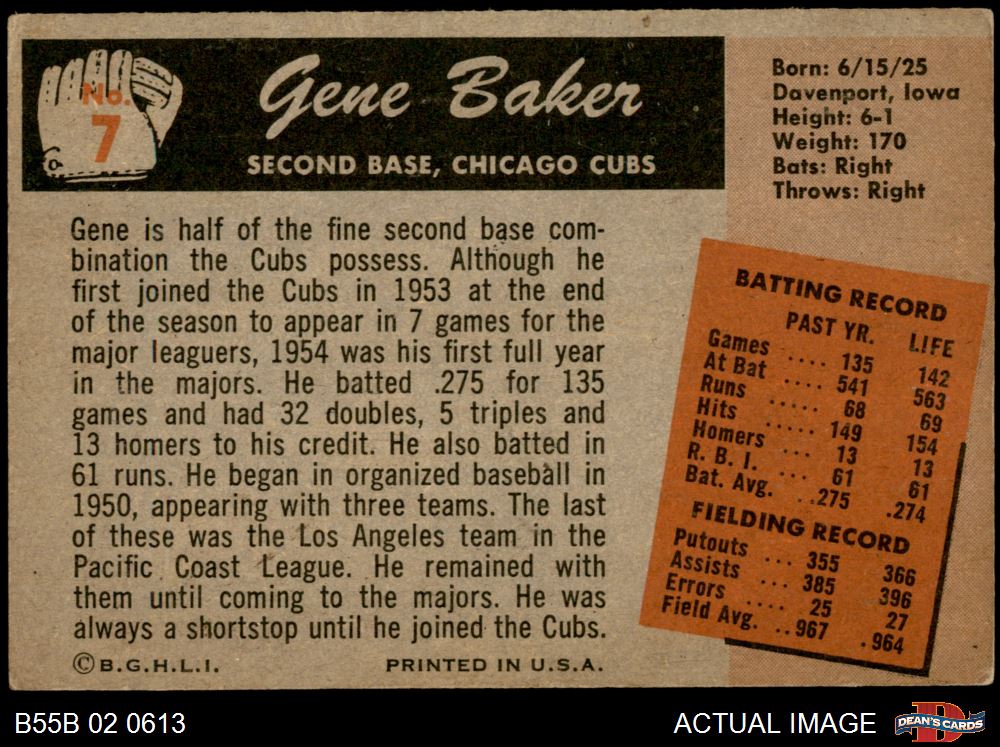 No.
7
Gene Baker
SECOND BASE, CHICAGO CUBS
Born: 6/15/25
Davenport, Iowa
Height: 6-1
Weight: 170
Bats: Right
Throws: Right
Gene is half of the fine second base com-
bination the Cubs possess. Although he
first joined the Cubs in 1953 at the end
of the season to appear in 7 games for the
major leaguers, 1954 was his first full year
in the majors. He batted .275 for 135
games and had 32 doubles, 5 triples and
13 homers to his credit. He also batted in
61 runs. He began in organized baseball in
1950, appearing with three teams. The last
of these was the Los Angeles team in the
Pacific Coast League. He remained with
them until coming to the majors. He was
always a shortstop until he joined the Cubs.
©B.G.H.L.I. PRINTED IN U.S.A.
BATTING RECORD
PAST YR. LIFE
Games .... 135 142
At Bat .... 541 563
Runs ..... 68 69
Hits ..... 149 154
Homers .... 13 13
R. B. I. .... 61 61
Bat. Avg. ...275 .274
FIELDING RECORD
Putouts ... 355 366
Assists ... 385 396
Errors .... 25 27
Field Avg. ...967 .964
B55B 02 0613
ACTUAL IMAGE
DEAN'S CARDS